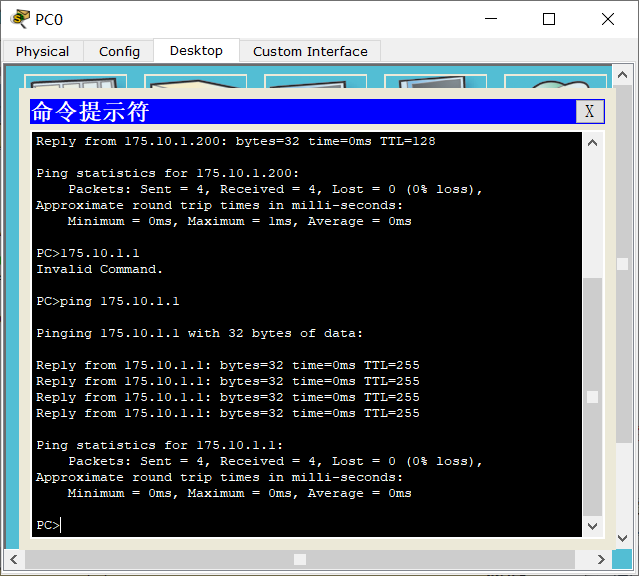 PC0
Physical Config Desktop Custom Interface
命令提示符
X
Reply from 175.10.1.200: bytes=32 time=0ms TTL=128
Ping statistics for 175.10.1.200:
Packets: Sent = 4, Received = 4, Lost = 0 (0% loss),
Approximate round trip times in milli-seconds:
Minimum = 0ms, Maximum = 1ms, Average = 0ms
PC>175.10.1.1
Invalid Command.
PC>ping 175.10.1.1
Pinging 175.10.1.1 with 32 bytes of data:
Reply from 175.10.1.1: bytes=32 time=0ms TTL=255
Reply from 175.10.1.1: bytes=32 time=0ms TTL=255
Reply from 175.10.1.1: bytes=32 time=0ms TTL=255
Reply from 175.10.1.1: bytes=32 time=0ms TTL=255
Ping statistics for 175.10.1.1:
Packets: Sent = 4, Received = 4, Lost = 0 (0% loss),
Approximate round trip times in milli-seconds:
Minimum = 0ms, Maximum = 0ms, Average = 0ms
PC>